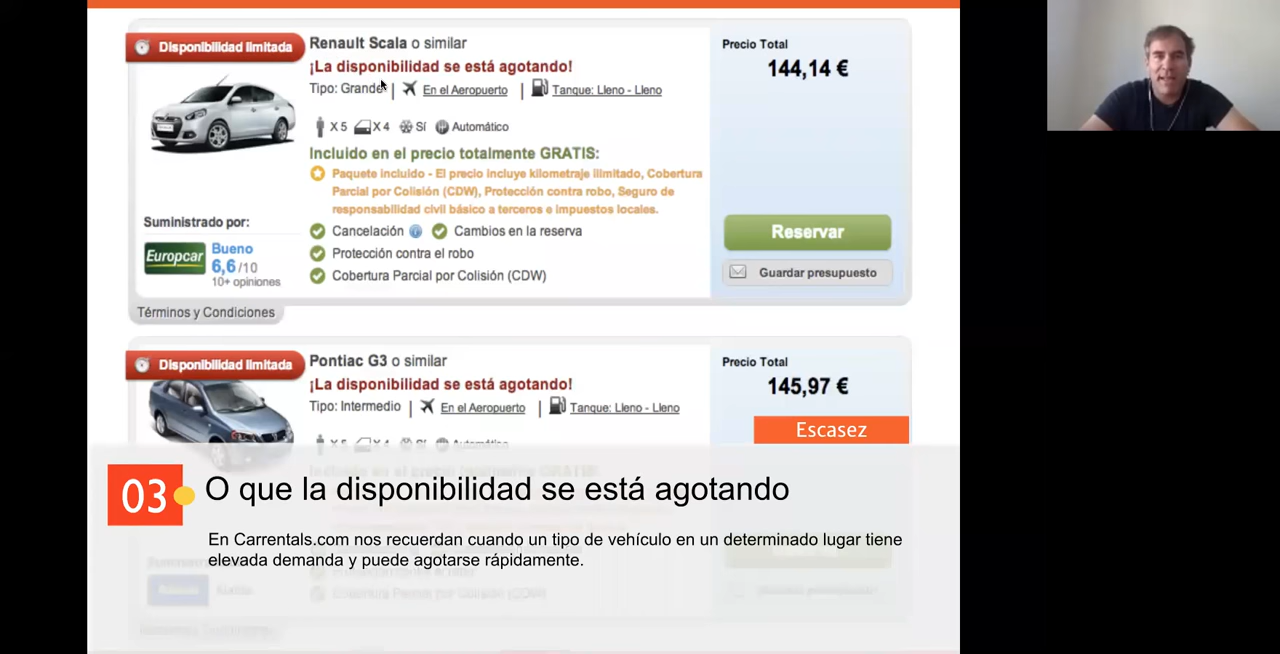 Disponibilidad limitada
Renault Scala o similar
¡La disponibilidad se está agotando!
Tipo: Grande | En el Aeropuerto | Tanque: Lleno - Lleno
X 5 X 4 Sí Automático
Incluido en el precio totalmente GRATIS:
Paquete incluido - El precio incluye kilometraje ilimitado, Cobertura
Parcial por Colisión (CDW), Protección contra robo, Seguro de
responsabilidad civil básico a terceros e impuestos locales.
Cancelación Cambios en la reserva
Protección contra el robo
Cobertura Parcial por Colisión (CDW)
Suministrado por:
Europcar
Bueno
6,6 /10
10+ opiniones
Términos y Condiciones
Precio Total
144,14 €
Reservar
Guardar presupuesto
Disponibilidad limitada
Pontiac G3 o similar
¡La disponibilidad se está agotando!
Tipo: Intermedio | En el Aeropuerto | Tanque: Lleno - Lleno
X 5 X 4 Sí Automático
Precio Total
145,97 €
Escasez
03
O que la disponibilidad se está agotando
En Carrentals.com nos recuerdan cuando un tipo de vehículo en un determinado lugar tiene
elevada demanda y puede agotarse rápidamente.